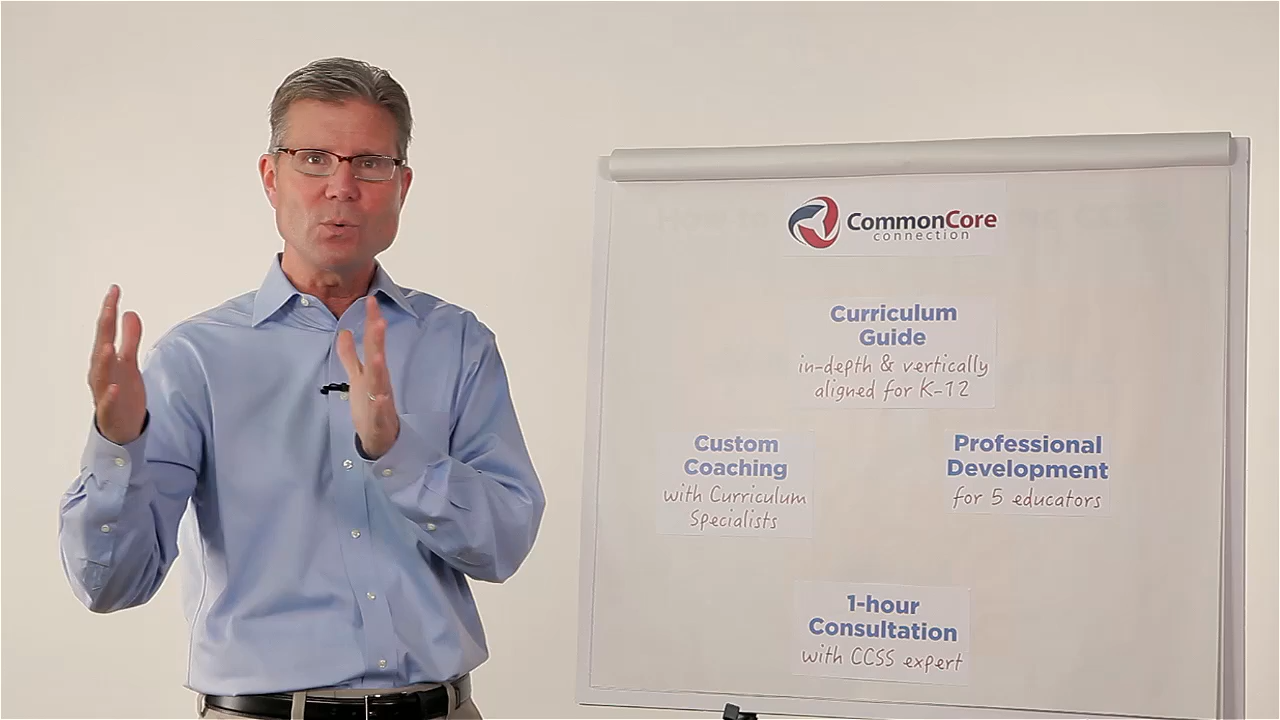 CommonCore
connection
Curriculum
Guide
in-depth & vertically
aligned for K-12
Custom
Coaching
with Curriculum
Specialists
Professional
Development
for 5 educators
1-hour
Consultation
with CCSS expert